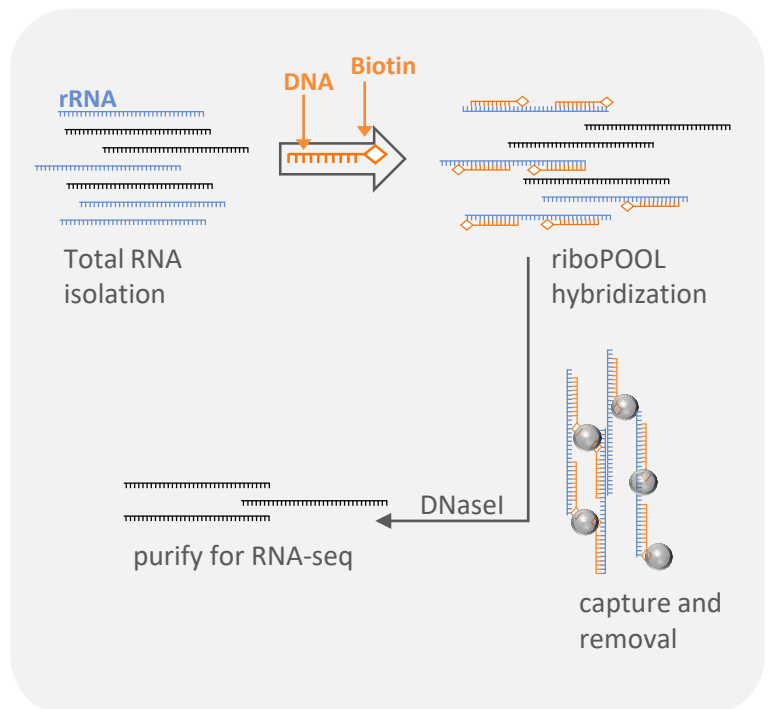 rRNA
DNA
Biotin
Total RNA
isolation
riboPOOL
hybridization
DNaseI
purify for RNA-seq
capture and
removal